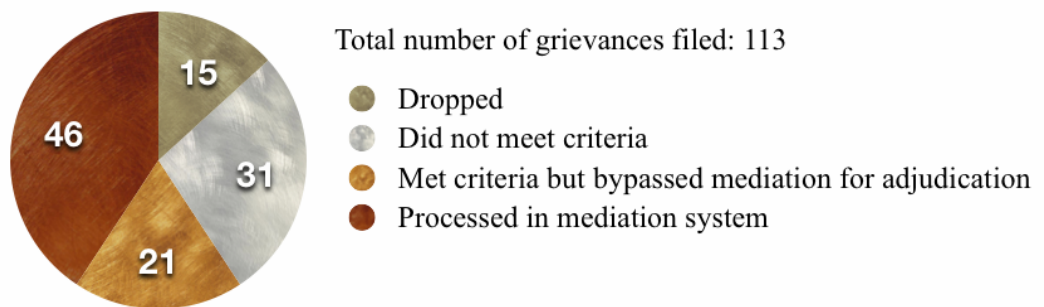 Total number of grievances filed: 113
15
Dropped
46
Did not meet criteria
31
Met criteria but bypassed mediation for adjudication
Processed in mediation system
21